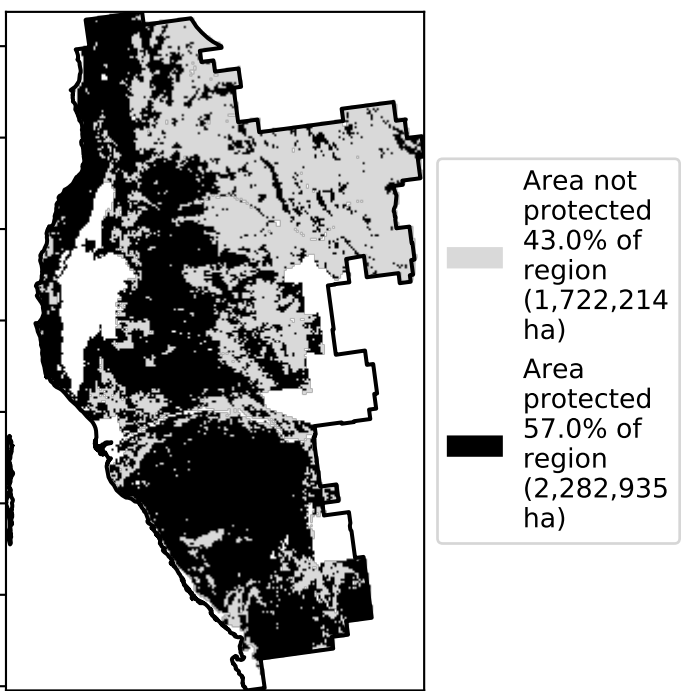 Area not
protected
43.0% of
region
(1,722,214
ha)
Area
protected
57.0% of
region
(2,282,935
ha)